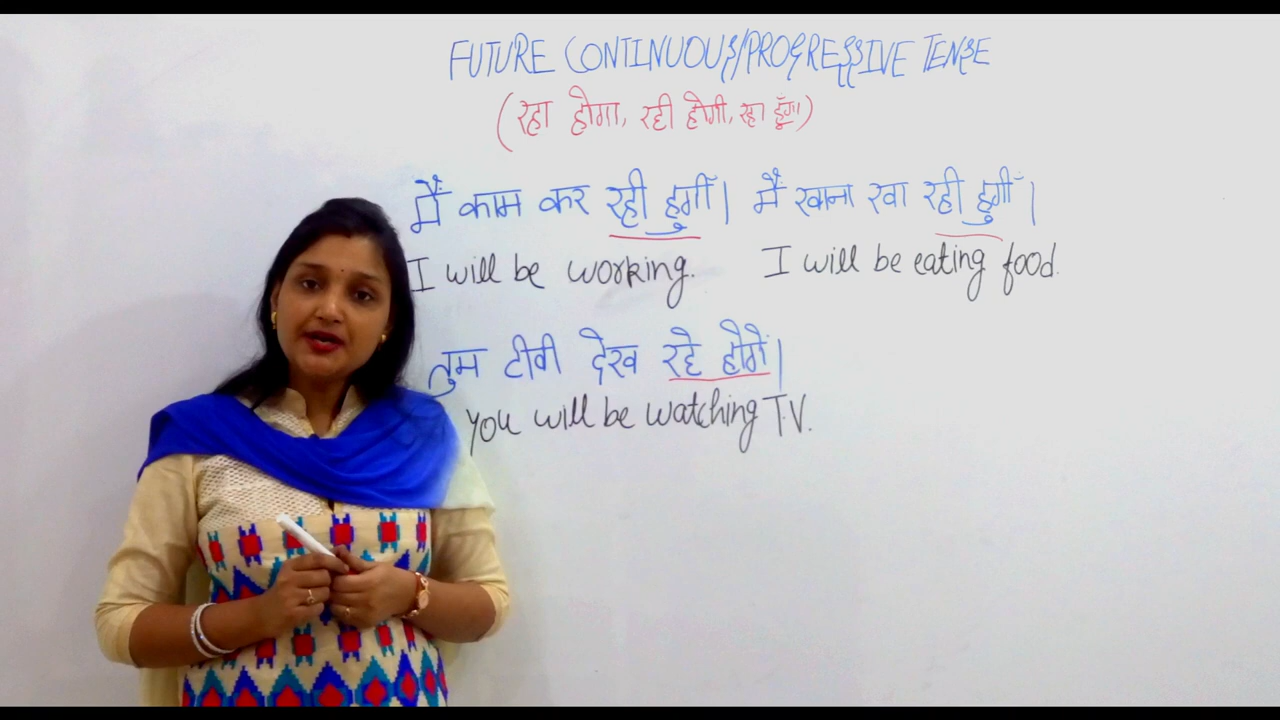 FUTURE CONTINUOUS/PROGRESSIVE TENSE
(रहा होगा, रही होगी, रहा हूँगा)
मैं काम कर रही हुगीँ। मैं खाना खा रही हुगीँ।
I will be working. I will be eating food.
तुम टीवी देख रहे होगें।
you will be watching T.V.